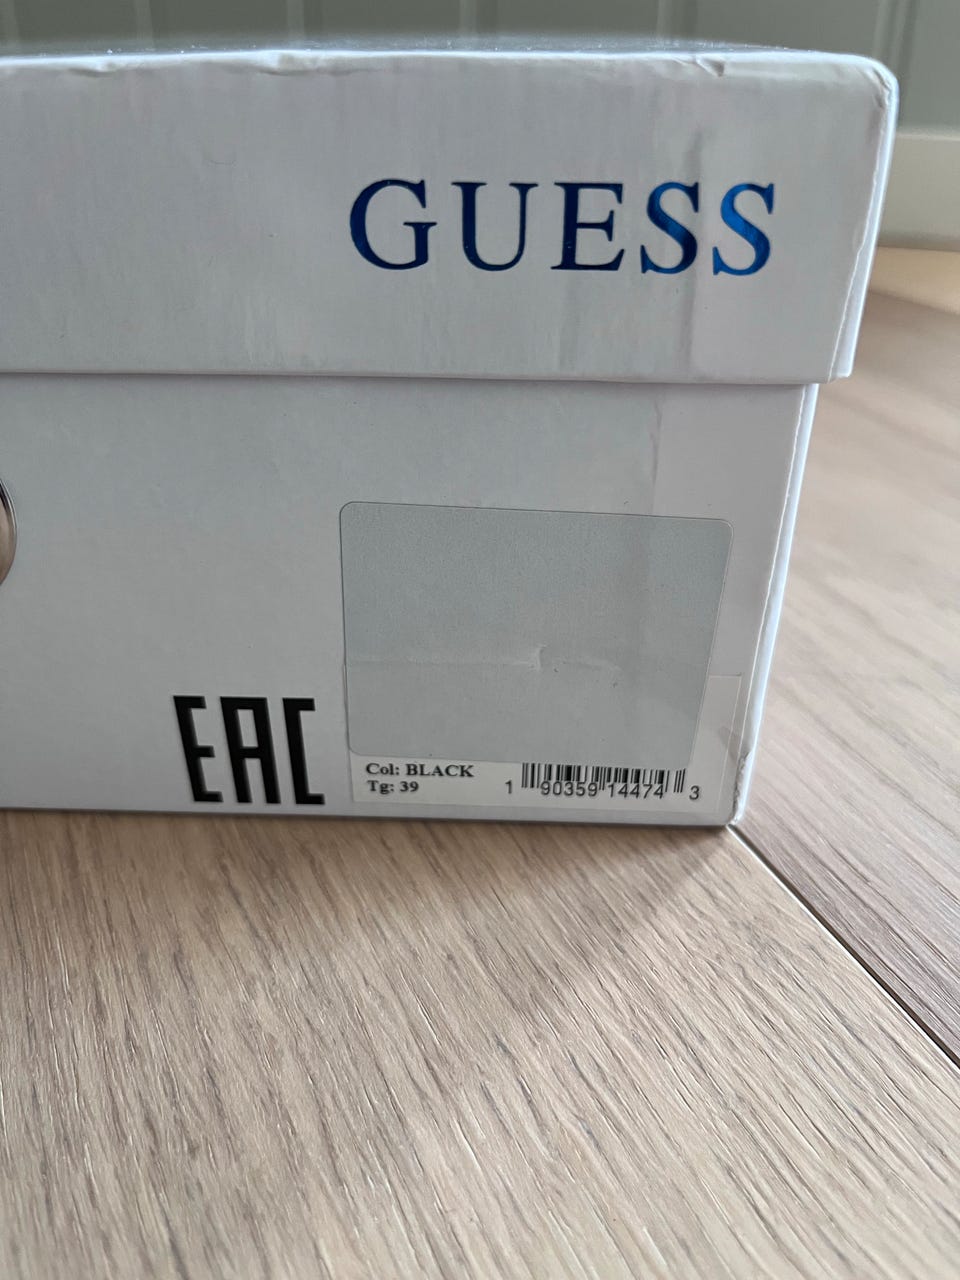 GUESS
EAC
Col: BLACK
Tg: 39
1 90359 14474 3